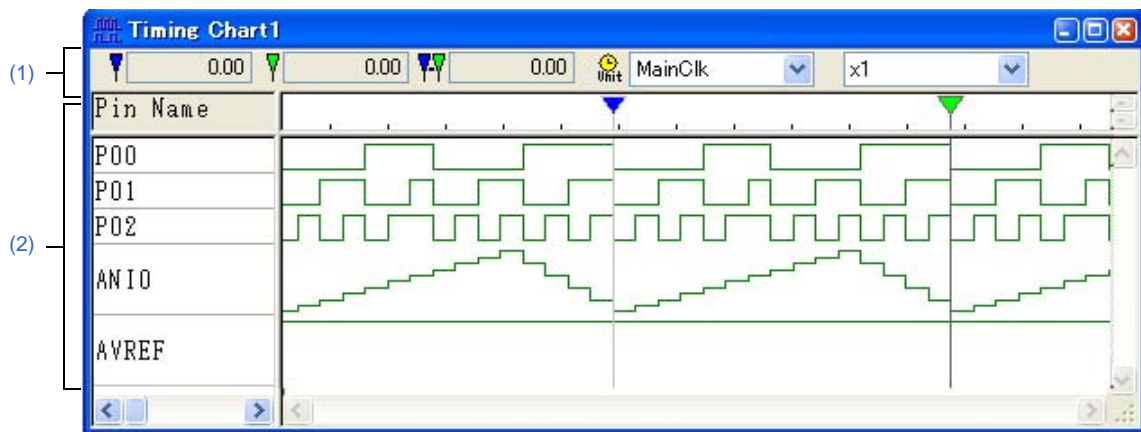 Timing Chart1
(1)
0.00 0.00 0.00 Unit MainClk x1
(2)
Pin Name
P00
P01
P02
ANI0
AVREF